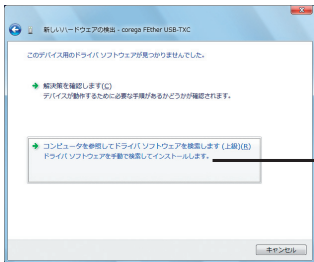 新しいハードウェアの検出 - corega FEther USB-TXC
このデバイス用のドライバ ソフトウェアが見つかりませんでした。
解決策を確認します(C)
デバイスが動作するために必要な手順があるかどうかが確認されます。
コンピュータを参照してドライバ ソフトウェアを検索します (上級)(R)
ドライバ ソフトウェアを手動で検索してインストールします。
キャンセル